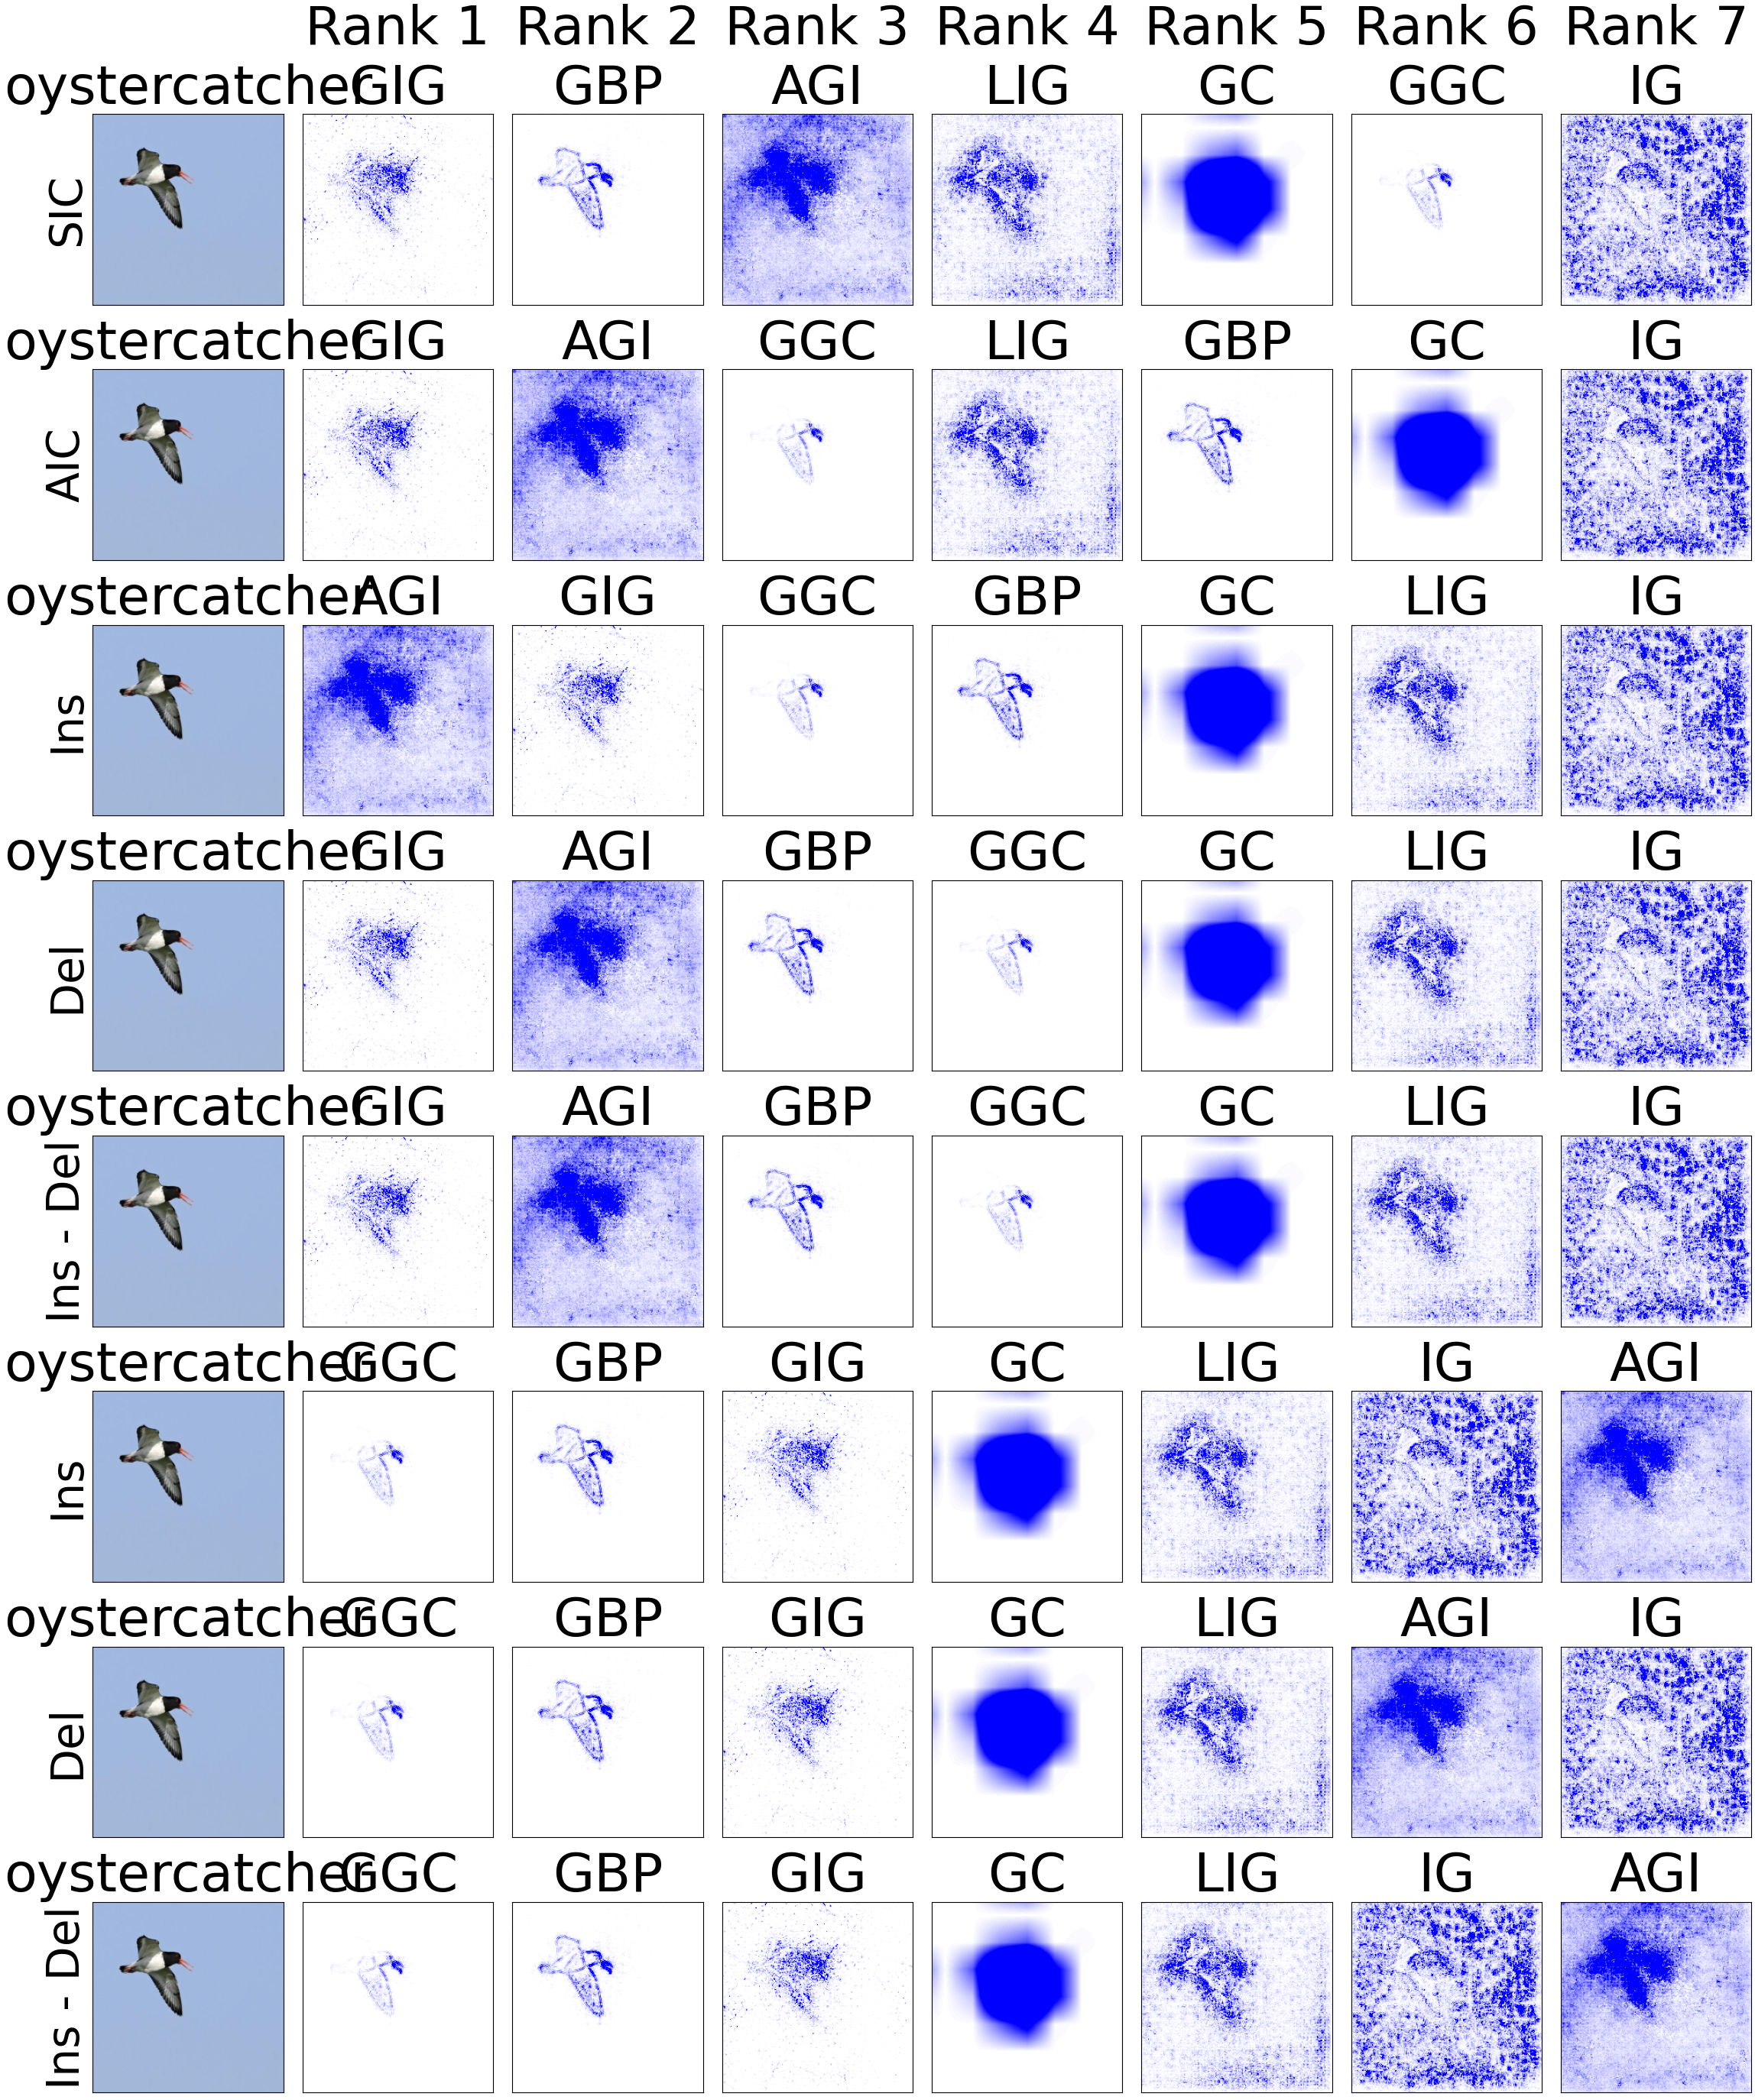 Rank 1 Rank 2 Rank 3 Rank 4 Rank 5 Rank 6 Rank 7
oystercatcher GIG GBP AGI LIG GC GGC IG
SIC
oystercatcher GIG AGI GGC LIG GBP GC IG
AIC
oystercatcher AGI GIG GGC GBP GC LIG IG
Ins
oystercatcher GIG AGI GBP GGC GC LIG IG
Del
oystercatcher GIG AGI GBP GGC GC LIG IG
Ins - Del
oystercatcher GGC GBP GIG GC LIG IG AGI
Ins
oystercatcher GGC GBP GIG GC LIG AGI IG
Del
oystercatcher GGC GBP GIG GC LIG IG AGI
Ins - Del